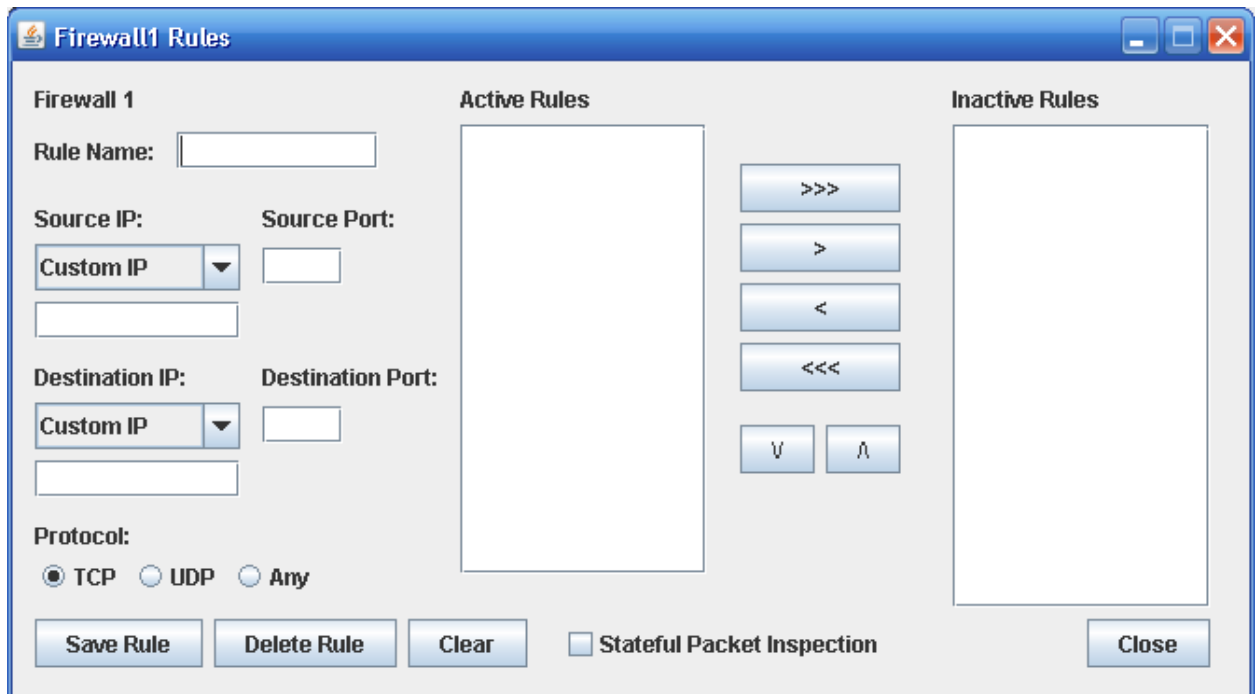 Firewall1 Rules
Firewall 1
Rule Name:
Source IP:
Source Port:
Custom IP
Destination IP:
Destination Port:
Custom IP
Protocol:
TCP
UDP
Any
Save Rule
Delete Rule
Clear
Active Rules
>>>
>
<
<<<
V
Λ
Inactive Rules
Stateful Packet Inspection
Close